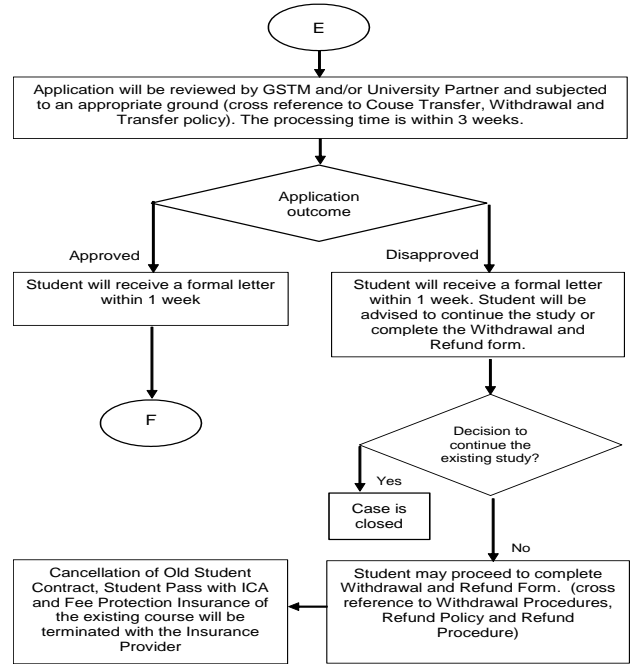 E
Application will be reviewed by GSTM and/or University Partner and subjected
to an appropriate ground (cross reference to Couse Transfer, Withdrawal and
Transfer policy). The processing time is within 3 weeks.
Application
outcome
Approved
Disapproved
Student will receive a formal letter
within 1 week
Student will receive a formal letter
within 1 week. Student will be
advised to continue the study or
complete the Withdrawal and
Refund form.
F
Decision to
continue the
existing study?
Yes
Case is
closed
No
Student may proceed to complete
Withdrawal and Refund Form. (cross
reference to Withdrawal Procedures,
Refund Policy and Refund
Procedure)
Cancellation of Old Student
Contract, Student Pass with ICA
and Fee Protection Insurance of
the existing course will be
terminated with the Insurance
Provider